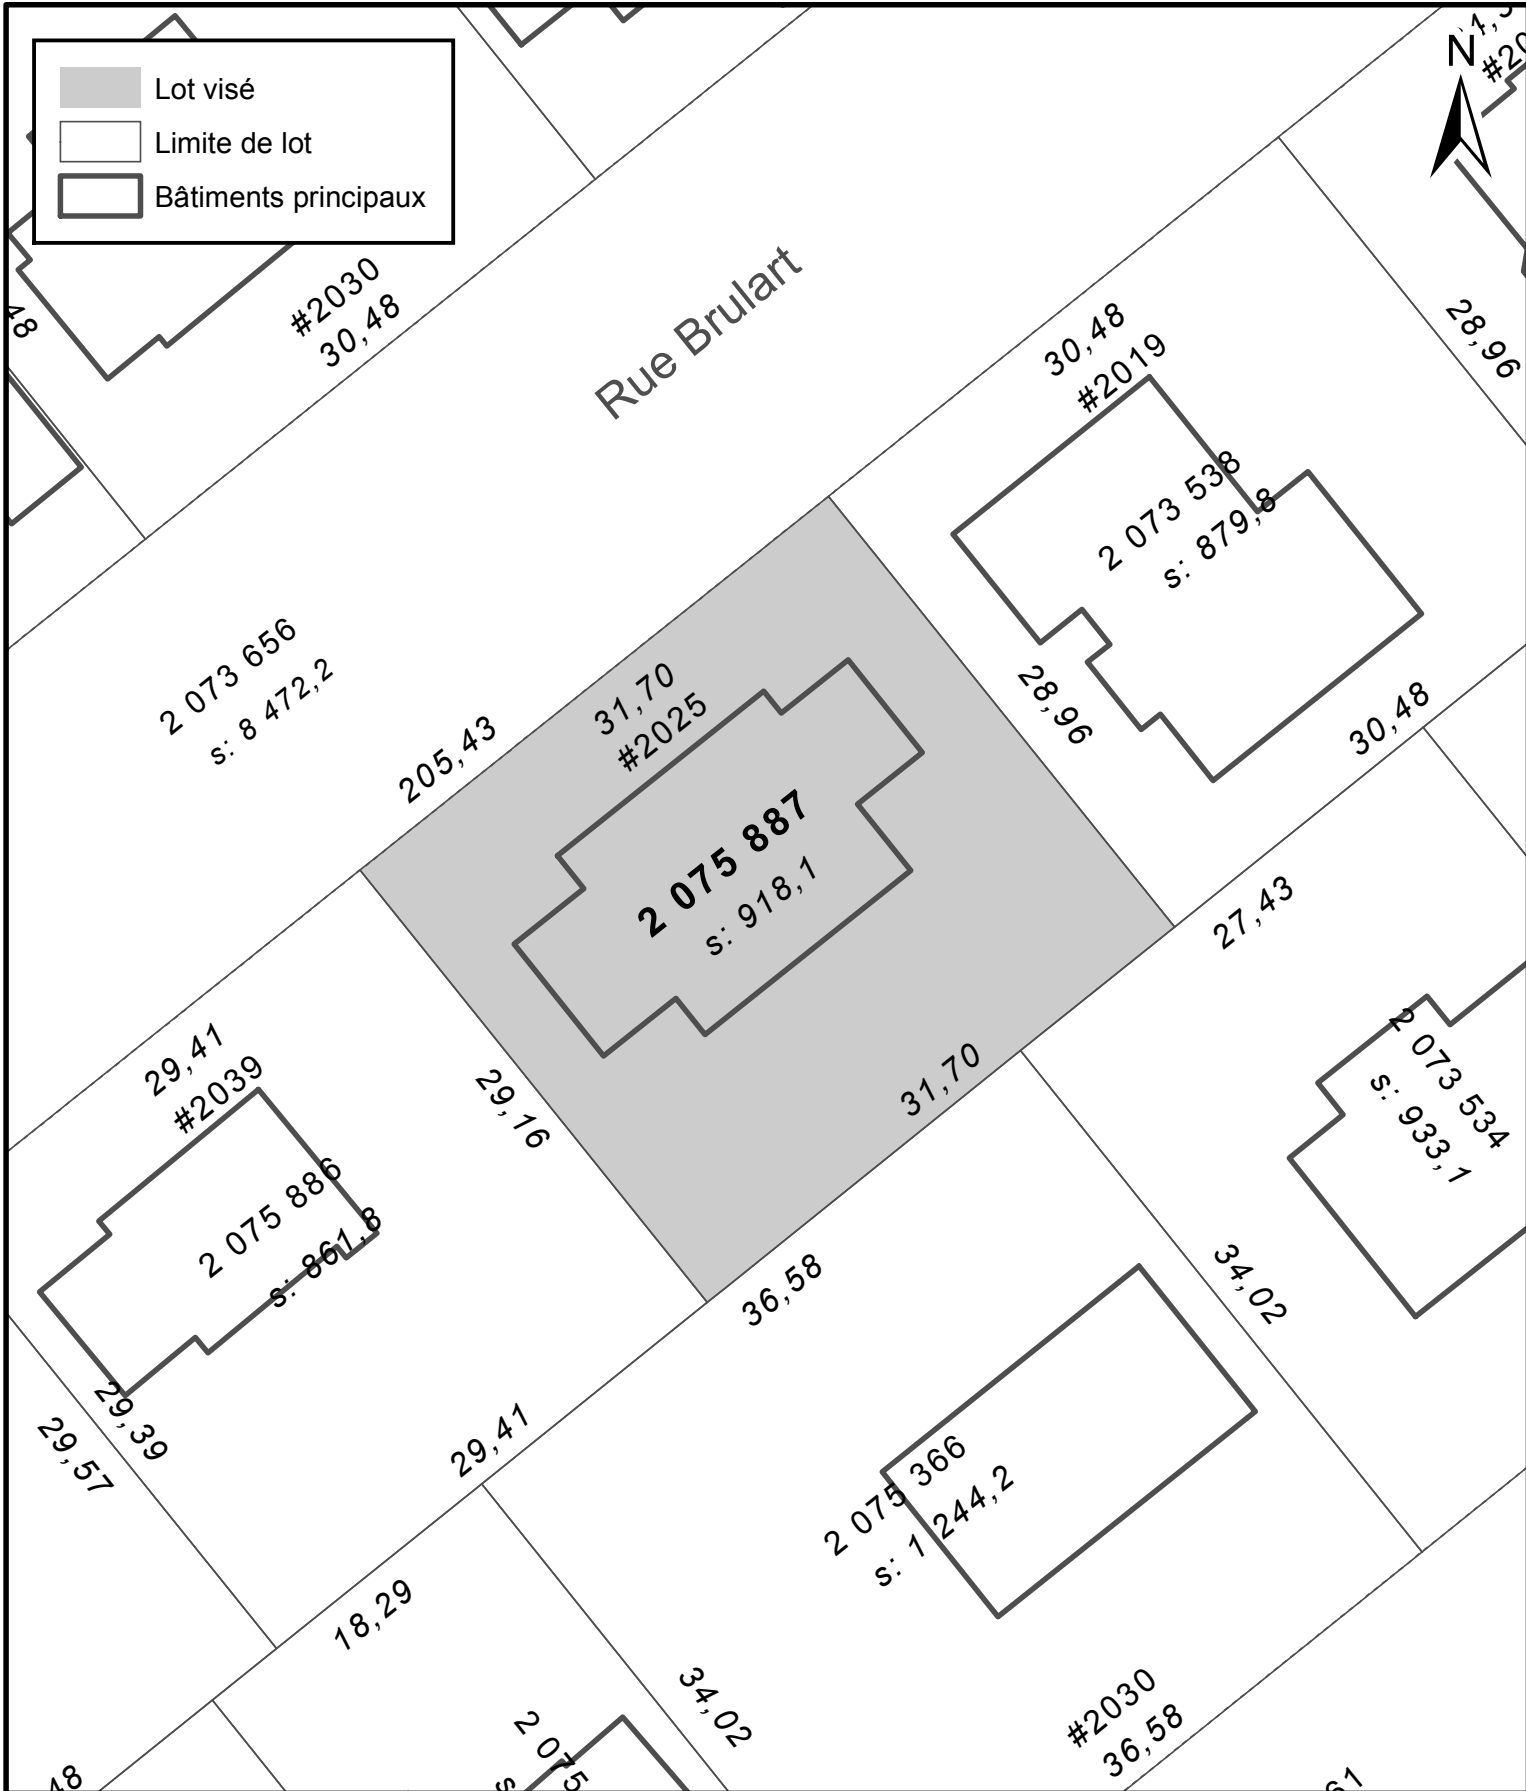 Lot visé
Limite de lot
Bâtiments principaux
N
#2030
30,48
Rue Brulart
30,48
#2019
28,96
2 073 538
s: 879,8
2 073 656
s: 8 472,2
205,43
31,70
#2025
28,96
30,48
2 075 887
s: 918,1
27,43
29,41
#2039
29,16
31,70
2 073 534
s: 933,1
2 075 886
s: 861,8
36,58
34,02
29,39
29,57
29,41
2 075 366
s: 1 244,2
18,29
34,02
#2030
36,58
2 075